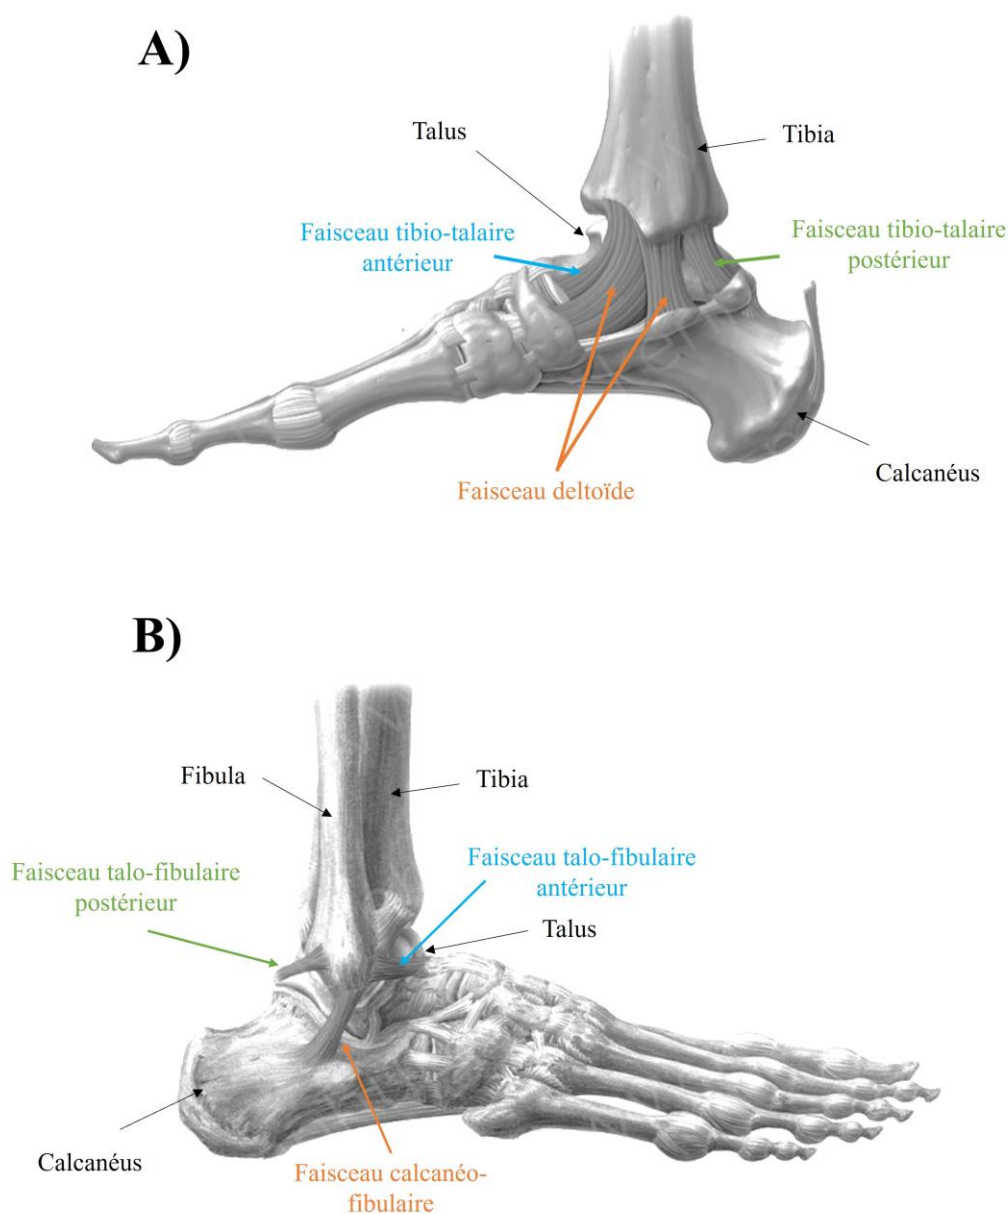 A)
Talus
Tibia
Faisceau tibio-talaire
antérieur
Faisceau tibio-talaire
postérieur
Calcanéus
Faisceau deltoïde
B)
Fibula
Tibia
Faisceau talo-fibulaire
postérieur
Faisceau talo-fibulaire
antérieur
Talus
Calcanéus
Faisceau calcanéo-
fibulaire